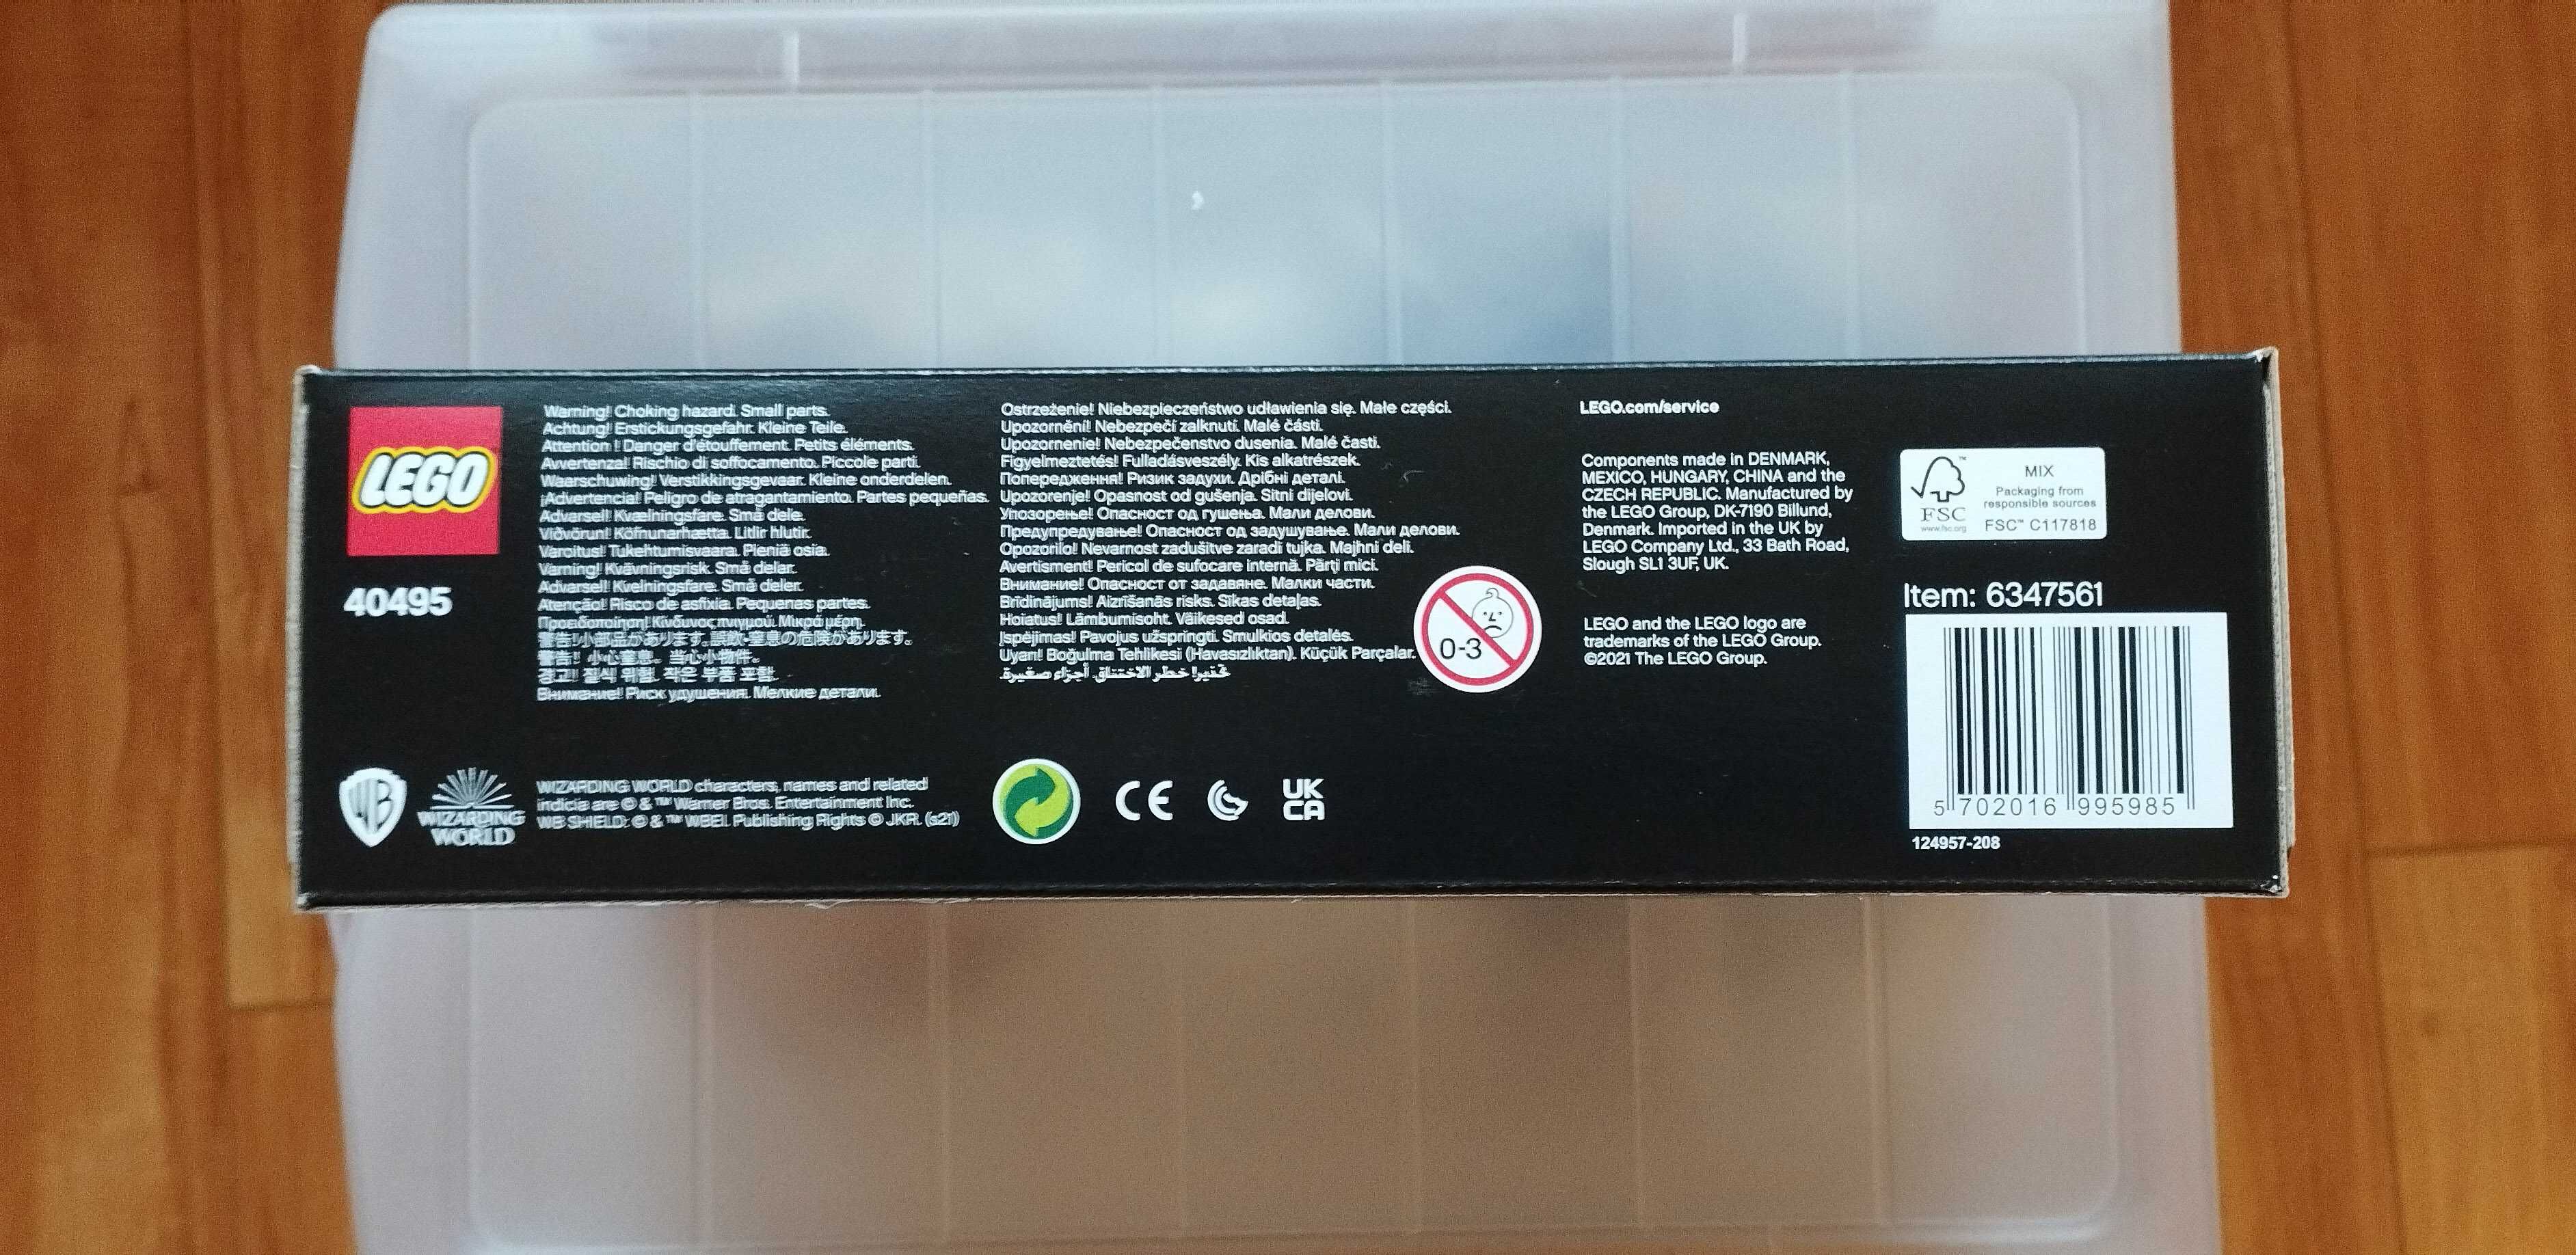 LEGO
40495
Warning! Choking hazard. Small parts.
Achtung! Erstickungsgefahr. Kleine Teile.
Attention ! Danger d'étouffement. Petits éléments.
Avvertenza! Rischio di soffocamento. Piccole parti.
Waarschuwing! Verstikkingsgevaar. Kleine onderdelen.
¡Advertencia! Peligro de atragantamiento. Partes pequeñas.
Advarsel! Kvælningsfare. Små dele.
Viðvörun! Köfnunarhætta. Litlir hlutir.
Varoitus! Tukehtumisvaara. Pieniä osia.
Varning! Kvävningsrisk. Små delar.
Advarsel! Kvelningsfare. Små deler.
Atenção! Risco de asfixia. Pequenas partes.
Προειδοποίηση! Κίνδυνος πνιγμού. Μικρά μέρη.
警告!小部品があります。誤飲・窒息の危険があります。
警告！小心窒息。当心小物件。
경고! 질식 위험. 작은 부품 포함.
Внимание! Риск удушения. Мелкие детали.
Ostrzeżenie! Niebezpieczeństwo udławienia się. Małe części.
Upozornění! Nebezpečí zalknutí. Malé části.
Upozornenie! Nebezpečenstvo dusenia. Malé časti.
Figyelmeztetés! Fulladásveszély. Kis alkatrészek.
Попередження! Ризик задухи. Дрібні деталі.
Upozorenje! Opasnost od gušenja. Sitni dijelovi.
Упозорење! Опасност од гушења. Мали делови.
Предупредување! Опасност од задушување. Мали делови.
Opozorilo! Nevarnost zadušitve zaradi tujka. Majhni deli.
Avertisment! Pericol de sufocare internă. Părţi mici.
Внимание! Опасност от задавяне. Малки части.
Brīdinājums! Aizrīšanās risks. Sīkas detaļas.
Hoiatus! Lämbumisoht. Väikesed osad.
Įspėjimas! Pavojus užspringti. Smulkios detalės.
Uyarı! Boğulma Tehlikesi (Havasızlıktan). Küçük Parçalar.
تحذير! خطر الاختناق. أجزاء صغيرة.
0-3
LEGO.com/service
Components made in DENMARK,
MEXICO, HUNGARY, CHINA and the
CZECH REPUBLIC. Manufactured by
the LEGO Group, DK-7190 Billund,
Denmark. Imported in the UK by
LEGO Company Ltd., 33 Bath Road,
Slough SL1 3UF, UK.
LEGO and the LEGO logo are
trademarks of the LEGO Group.
©2021 The LEGO Group.
FSC
www.fsc.org
MIX
Packaging from
responsible sources
FSC™ C117818
Item: 6347561
5 702016 995985
124957-208
WB
WIZARDING
WORLD
WIZARDING WORLD characters, names and related
indicia are © & ™ Warner Bros. Entertainment Inc.
WB SHIELD: © & ™ WBEI. Publishing Rights © JKR. (s21)
CE
UK
CA